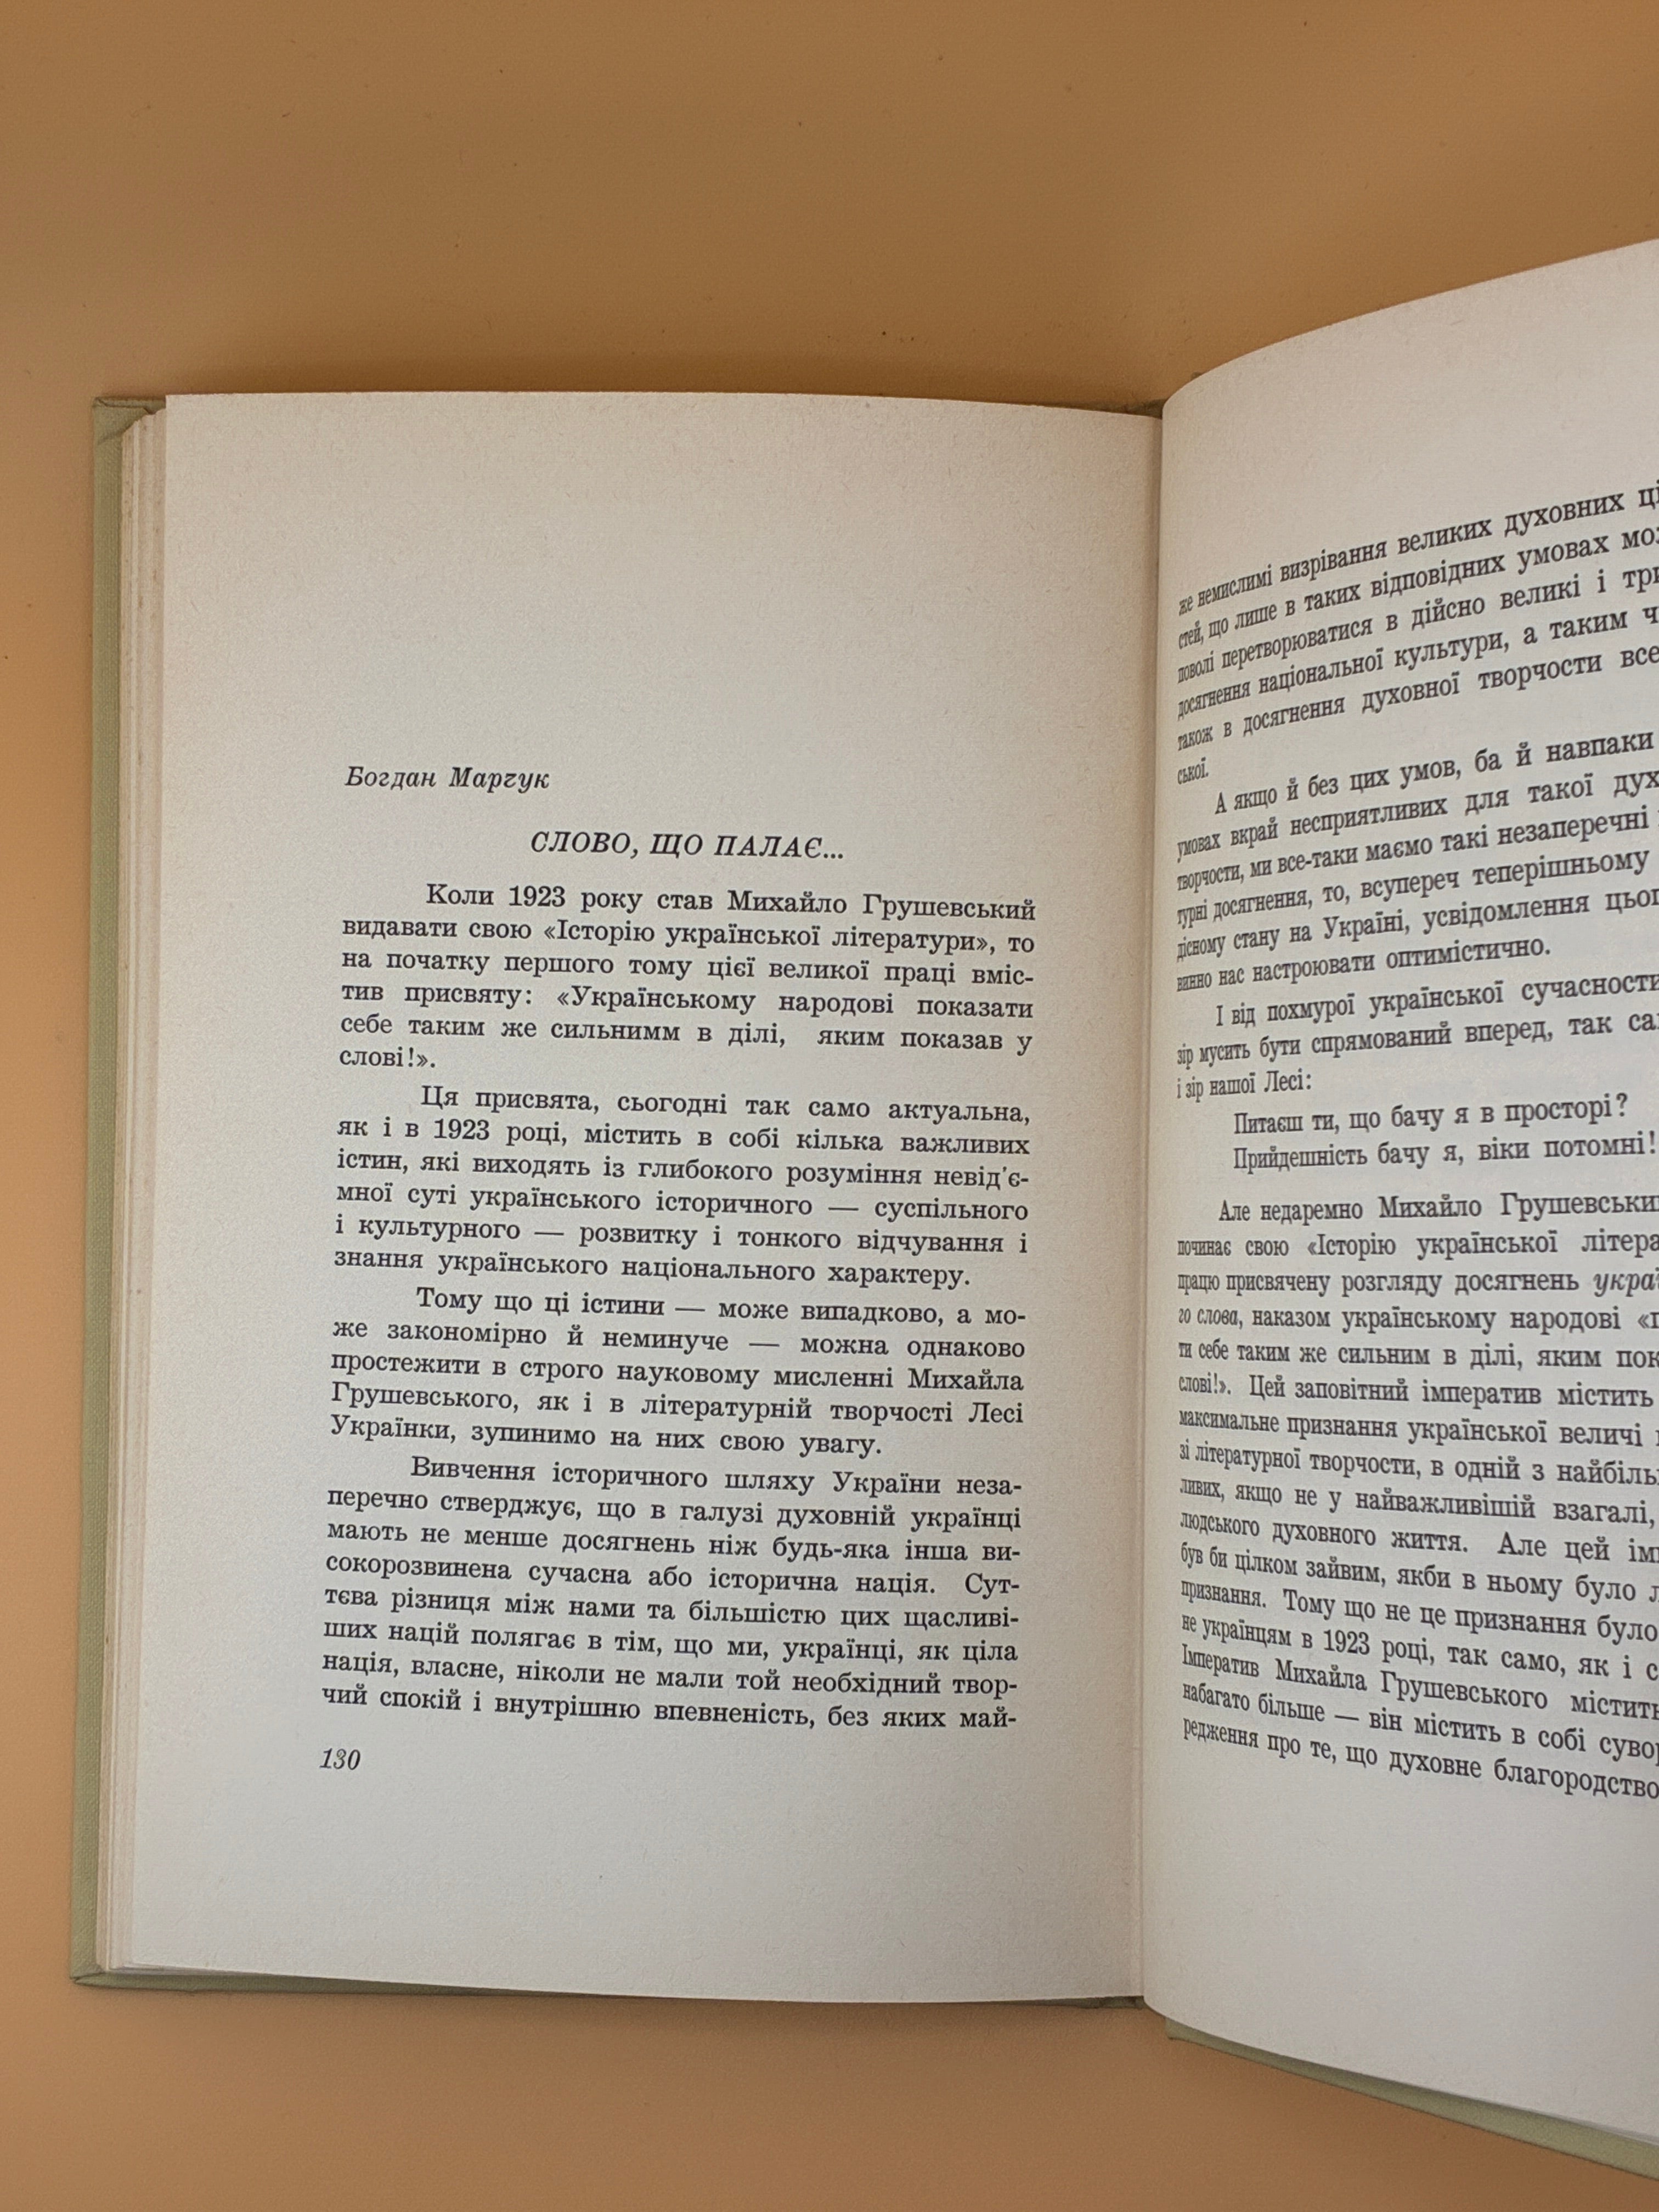 Богдан Марчук
СЛОВО, ЩО ПАЛАЄ...
Коли 1923 року став Михайло Грушевський
видавати свою «Історію української літератури», то
на початку першого тому цієї великої праці вміс-
тив присвяту: «Українському народові показати
себе таким же сильнимм в ділі, яким показав у
слові!».
Ця присвята, сьогодні так само актуальна,
як і в 1923 році, містить в собі кілька важливих
істин, які виходять із глибокого розуміння невід'є-
мної суті українського історичного — суспільного
і культурного — розвитку і тонкого відчування і
знання українського національного характеру.
Тому що ці істини — може випадково, а мо-
же закономірно й неминуче — можна однаково
простежити в строго науковому мисленні Михайла
Грушевського, як і в літературній творчості Лесі
Українки, зупинимо на них свою увагу.
Вивчення історичного шляху України неза-
перечно стверджує, що в галузі духовній українці
мають не менше досягнень ніж будь-яка інша ви-
сокорозвинена сучасна або історична нація. Сут-
тєва різниця між нами та більшістю цих щасливі-
ших націй полягає в тім, що ми, українці, як ціла
нація, власне, ніколи не мали той необхідний твор-
чий спокій і внутрішню впевненість, без яких май-
130
же немислимі визрівання великих духовних
стей, що лише в таких відповідних умовах
поволі перетворюватися в дійсно великі і
досягнення національної культури, а таким
також в досягнення духовної творчости
ської.
А якщо й без цих умов, ба й навпаки
умовах вкрай несприятливих для такої
творчости, ми все-таки маємо такі незаперечні
турні досягнення, то, всупереч теперішньому
дісному стану на Україні, усвідомлення
винно нас настроювати оптимістично.
І від похмурої української сучасности
зір мусить бути спрямований вперед, так
і зір нашої Лесі:
Питаєш ти, що бачу я в просторі?
Прийдешність бачу я, віки потомні!
Але недаремно Михайло
починає свою «Історію української
працю присвячену розгляду досягнень
го слова, наказом українському народові
ти себе таким же сильним в ділі, яким
слові!». Цей заповітний імператив містить
максимальне признання української величі
зі літературної творчости, в одній з
ливих, якщо не у найважливішій взагалі,
людського духовного життя. Але цей
був би цілком зайвим, якби в ньому було
признання. Тому що не це признання було
не українцям в 1923 році, так само, як і
Імператив Михайла Грушевського
набагато більше — він містить в собі
редження про те, що духовне благородство